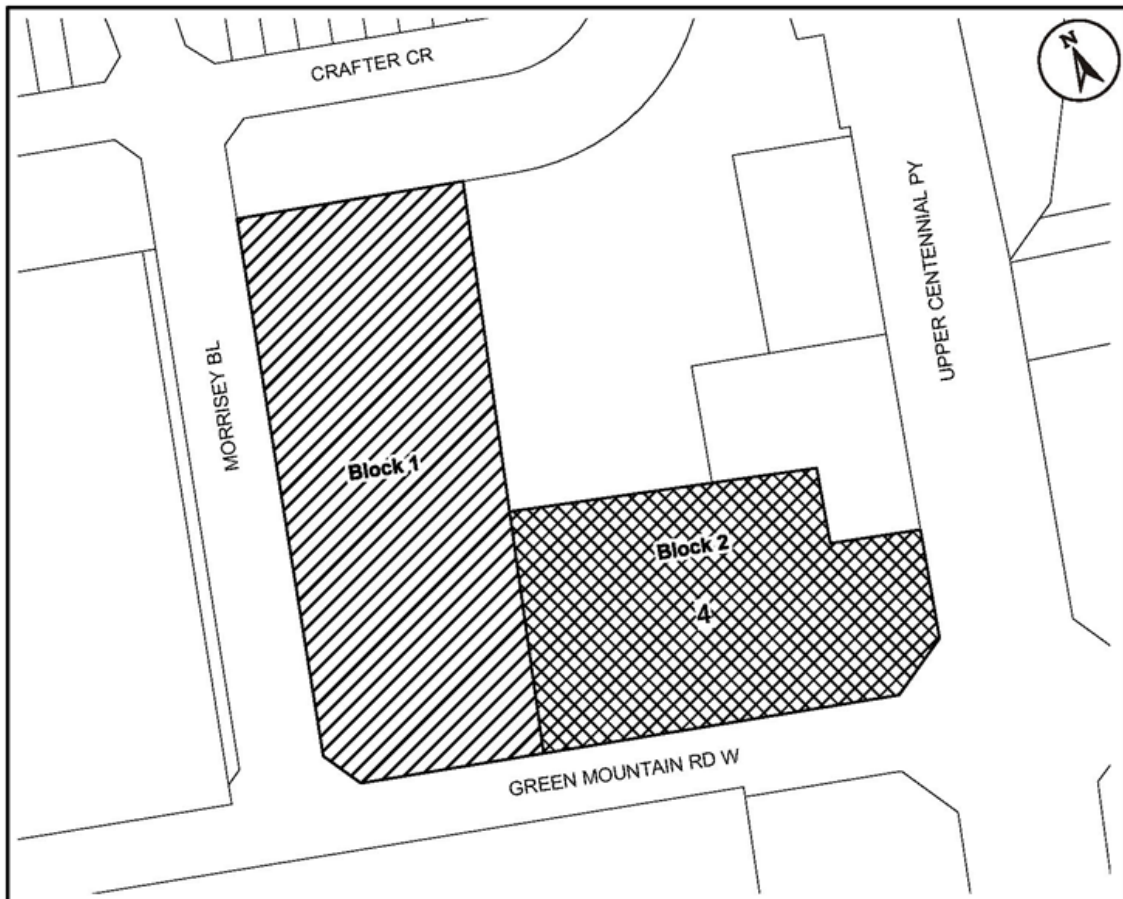 CRAFTER CR
N
UPPER CENTENNIAL PY
MORRISEY BL
Block 1
Block 2
4
GREEN MOUNTAIN RD W